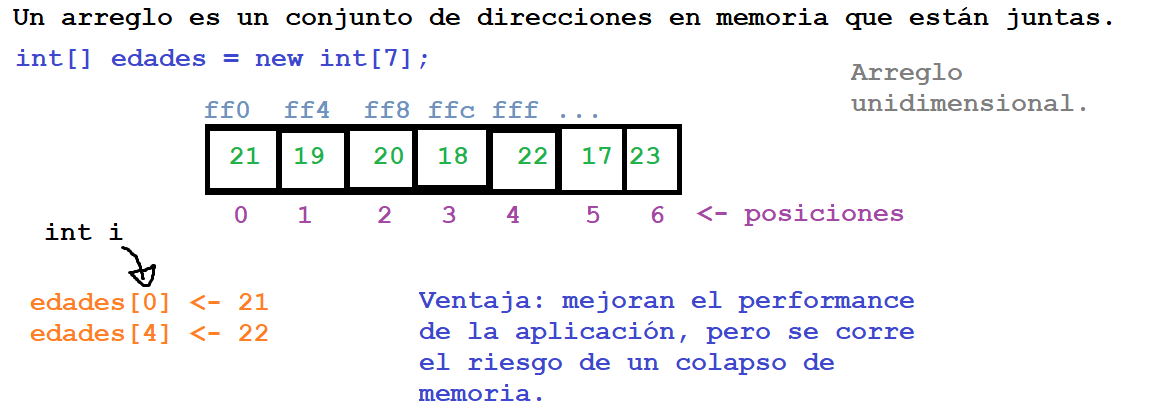 Un arreglo es un conjunto de direcciones en memoria que están juntas.
int[] edades = new int[7];
Arreglo
unidimensional.
ff0 ff4 ff8 ffc fff ...
21 19 20 18 22 17 23
0 1 2 3 4 5 6 <- posiciones
int i
edades[0] <- 21
edades[4] <- 22
Ventaja: mejoran el performance
de la aplicación, pero se corre
el riesgo de un colapso de
memoria.